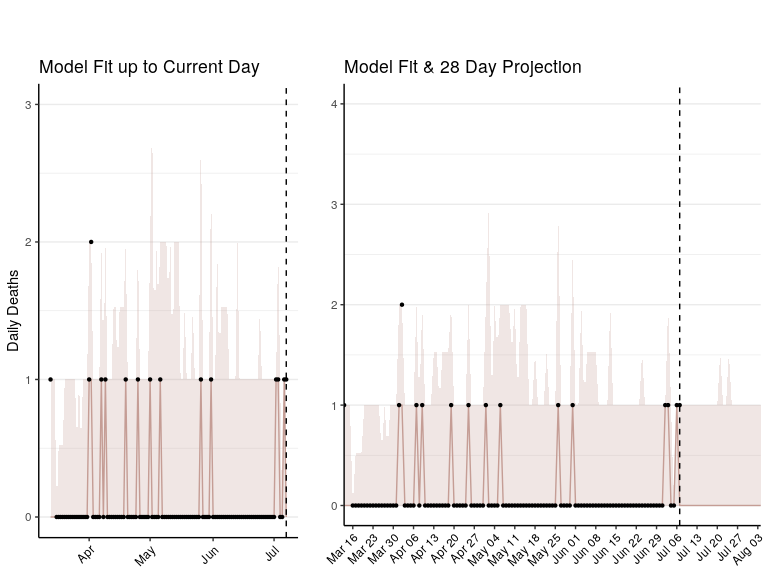 Model Fit up to Current Day
Model Fit & 28 Day Projection
Daily Deaths
3
2
1
0
Apr
May
Jun
Jul
4
3
2
1
0
Mar 16
Mar 23
Mar 30
Apr 06
Apr 13
Apr 20
Apr 27
May 04
May 11
May 18
May 25
Jun 01
Jun 08
Jun 15
Jun 22
Jun 29
Jul 06
Jul 13
Jul 20
Jul 27
Aug 03